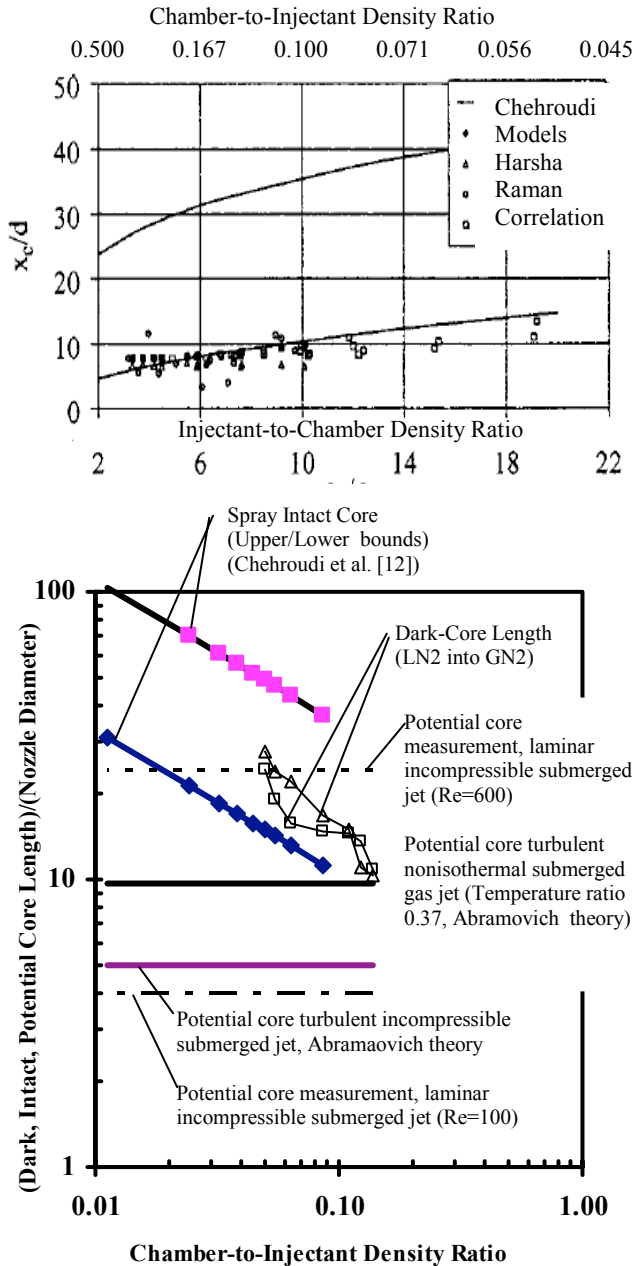 Chamber-to-Injectant Density Ratio
0.500 0.167 0.100 0.071 0.056 0.045
50
40
30
20
10
0
x_c/d
Chehroudi
Models
Harsha
Raman
Correlation
Injectant-to-Chamber Density Ratio
2 6 10 14 18 22
Spray Intact Core
(Upper/Lower bounds)
(Chehroudi et al. [12])
100
10
1
(Dark, Intact, Potential Core Length)/(Nozzle Diameter)
Dark-Core Length
(LN2 into GN2)
Potential core
measurement, laminar
incompressible submerged
jet (Re=600)
Potential core turbulent
nonisothermal submerged
gas jet (Temperature ratio
0.37, Abramovich theory)
Potential core turbulent incompressible
submerged jet, Abramaovich theory
Potential core measurement, laminar
incompressible submerged jet (Re=100)
0.01 0.10 1.00
Chamber-to-Injectant Density Ratio